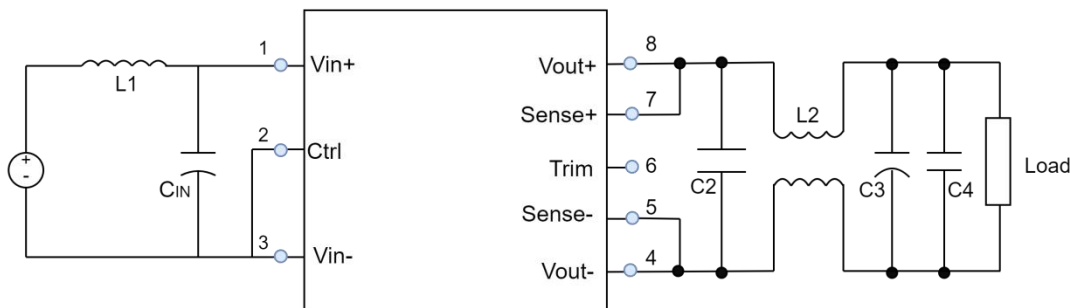 +
-
L1
CIN
1
2
3
Vin+
Ctrl
Vin-
Vout+
Sense+
Trim
Sense-
Vout-
8
7
6
5
4
C2
L2
C3
C4
Load